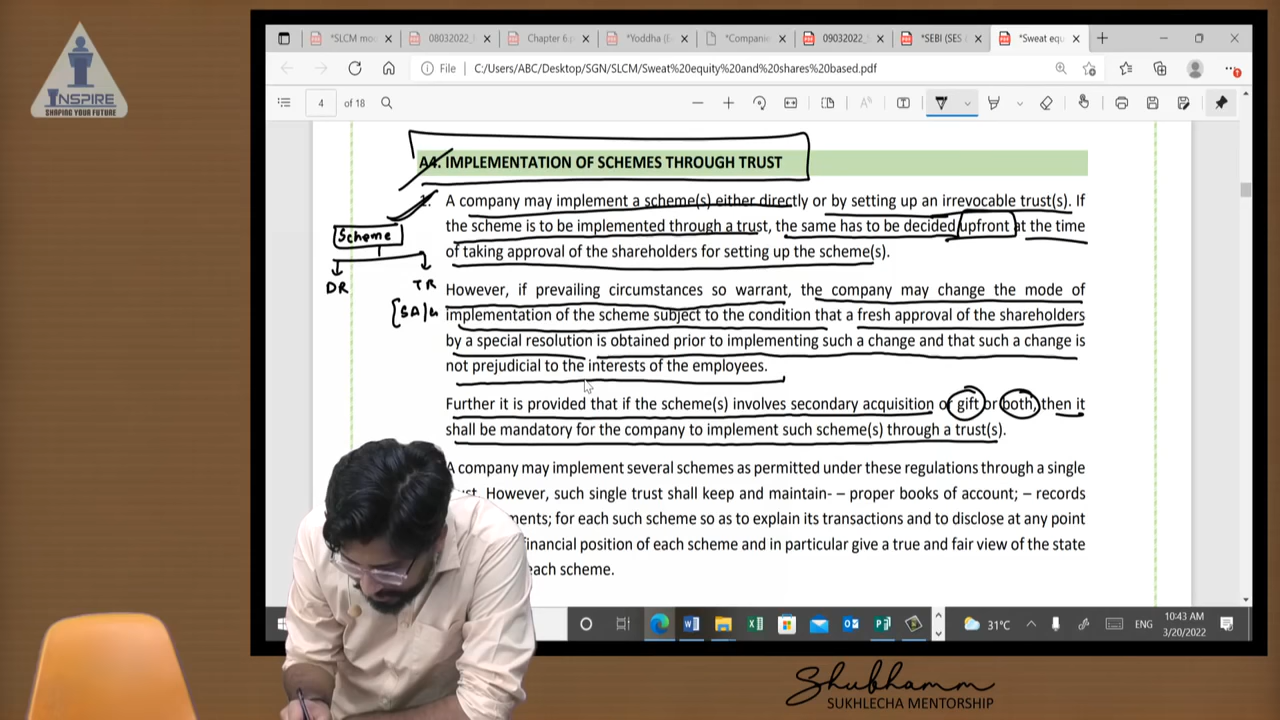 INSPIRE
SHAPING YOUR FUTURE
*SLCM mo
08032022_
Chapter 6.p
*Yoddha (E
*Companie
09032022_
*SEBI (SES
*Sweat equ
File
C:/Users/ABC/Desktop/SGN/SLCM/Sweat%20equity%20and%20shares%20based.pdf
4 of 18
A4. IMPLEMENTATION OF SCHEMES THROUGH TRUST
1. A company may implement a scheme(s) either directly or by setting up an irrevocable trust(s). If
the scheme is to be implemented through a trust, the same has to be decided upfront at the time
Scheme
of taking approval of the shareholders for setting up the scheme(s).
DR
TR
However, if prevailing circumstances so warrant, the company may change the mode of
[SA/
implementation of the scheme subject to the condition that a fresh approval of the shareholders
by a special resolution is obtained prior to implementing such a change and that such a change is
not prejudicial to the interests of the employees.
Further it is provided that if the scheme(s) involves secondary acquisition or gift or both, then it
shall be mandatory for the company to implement such scheme(s) through a trust(s).
A company may implement several schemes as permitted under these regulations through a single
ust. However, such single trust shall keep and maintain- – proper books of account; – records
ments; for each such scheme so as to explain its transactions and to disclose at any point
financial position of each scheme and in particular give a true and fair view of the state
each scheme.
31°C
ENG
10:43 AM
3/20/2022
Shubhamm
SUKHLECHA MENTORSHIP